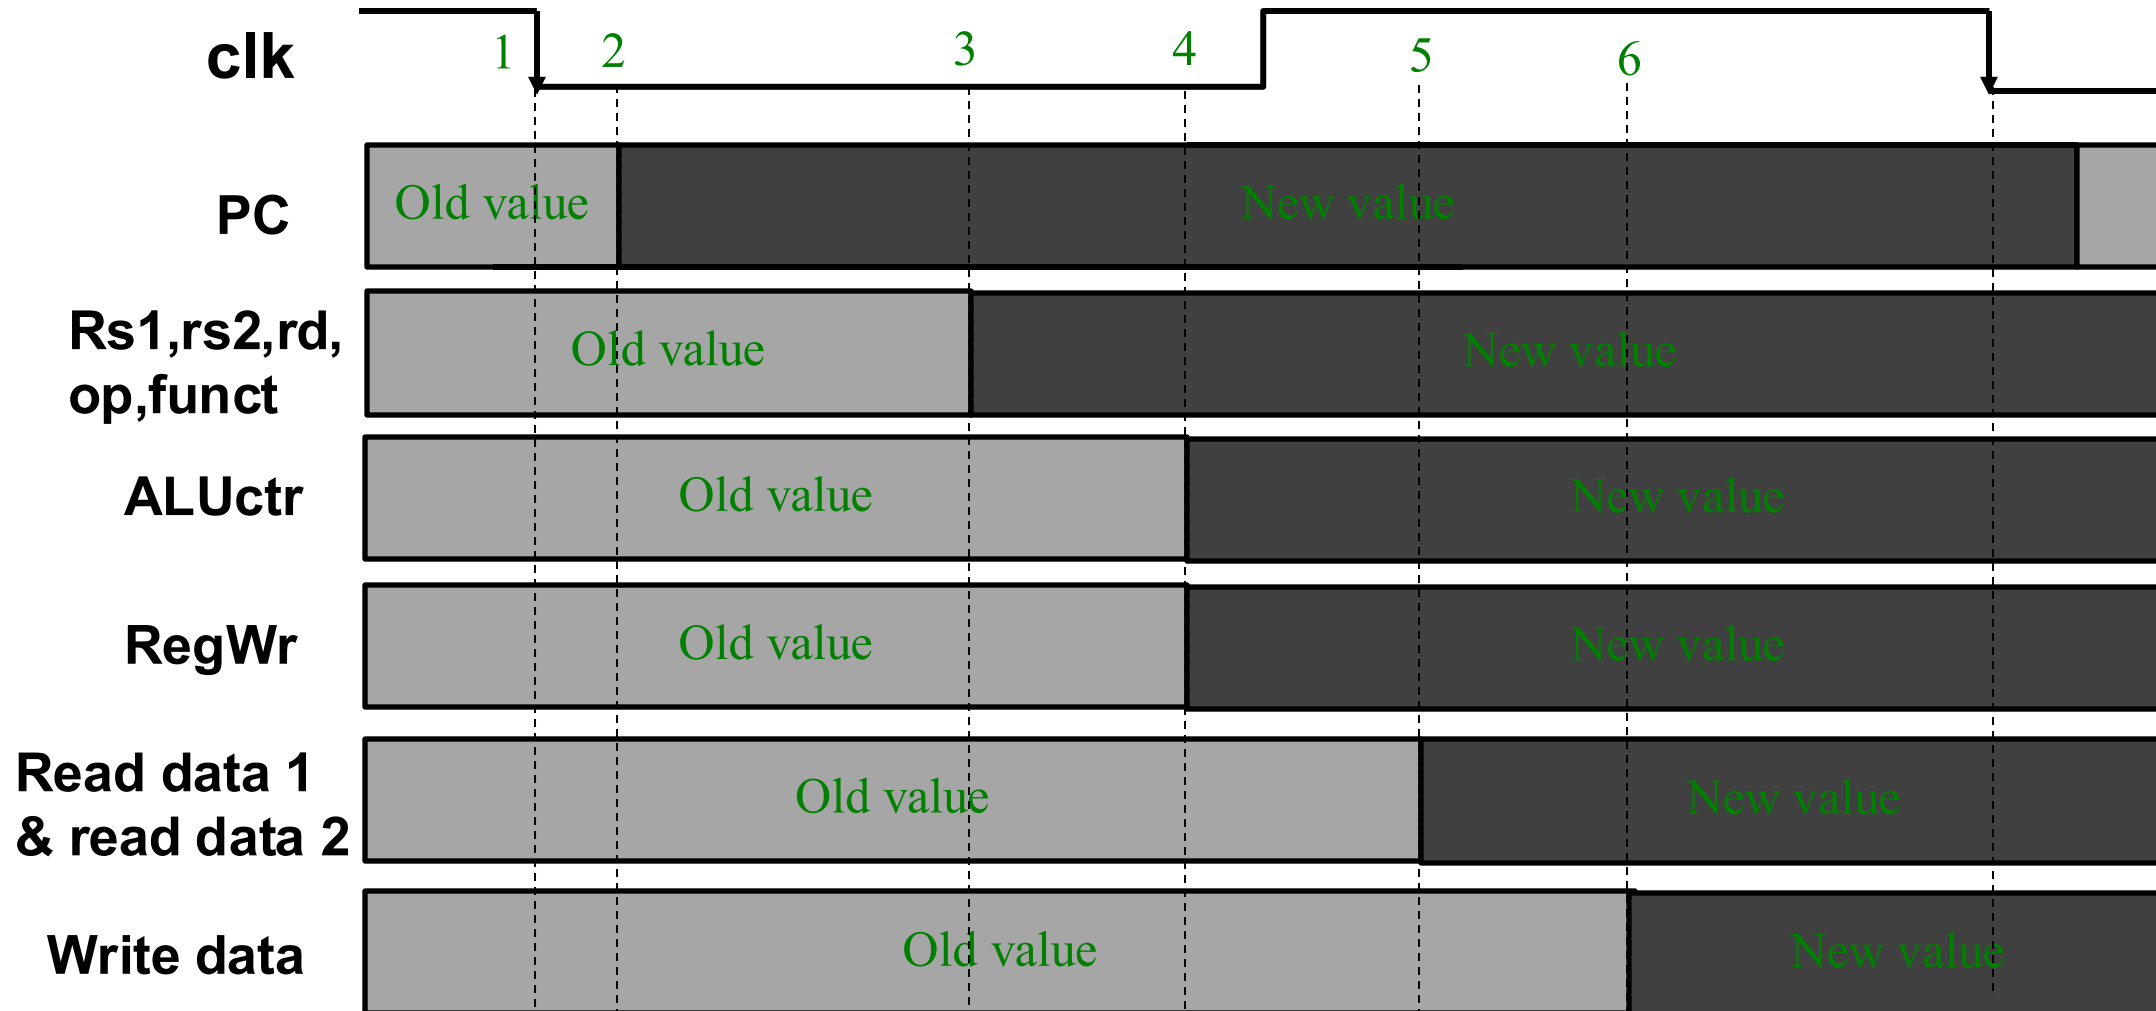 clk
1 2 3 4 5 6
PC
Old value New value
Rs1,rs2,rd,
op,funct
Old value New value
ALUctr
Old value New value
RegWr
Old value New value
Read data 1
& read data 2
Old value New value
Write data
Old value New value